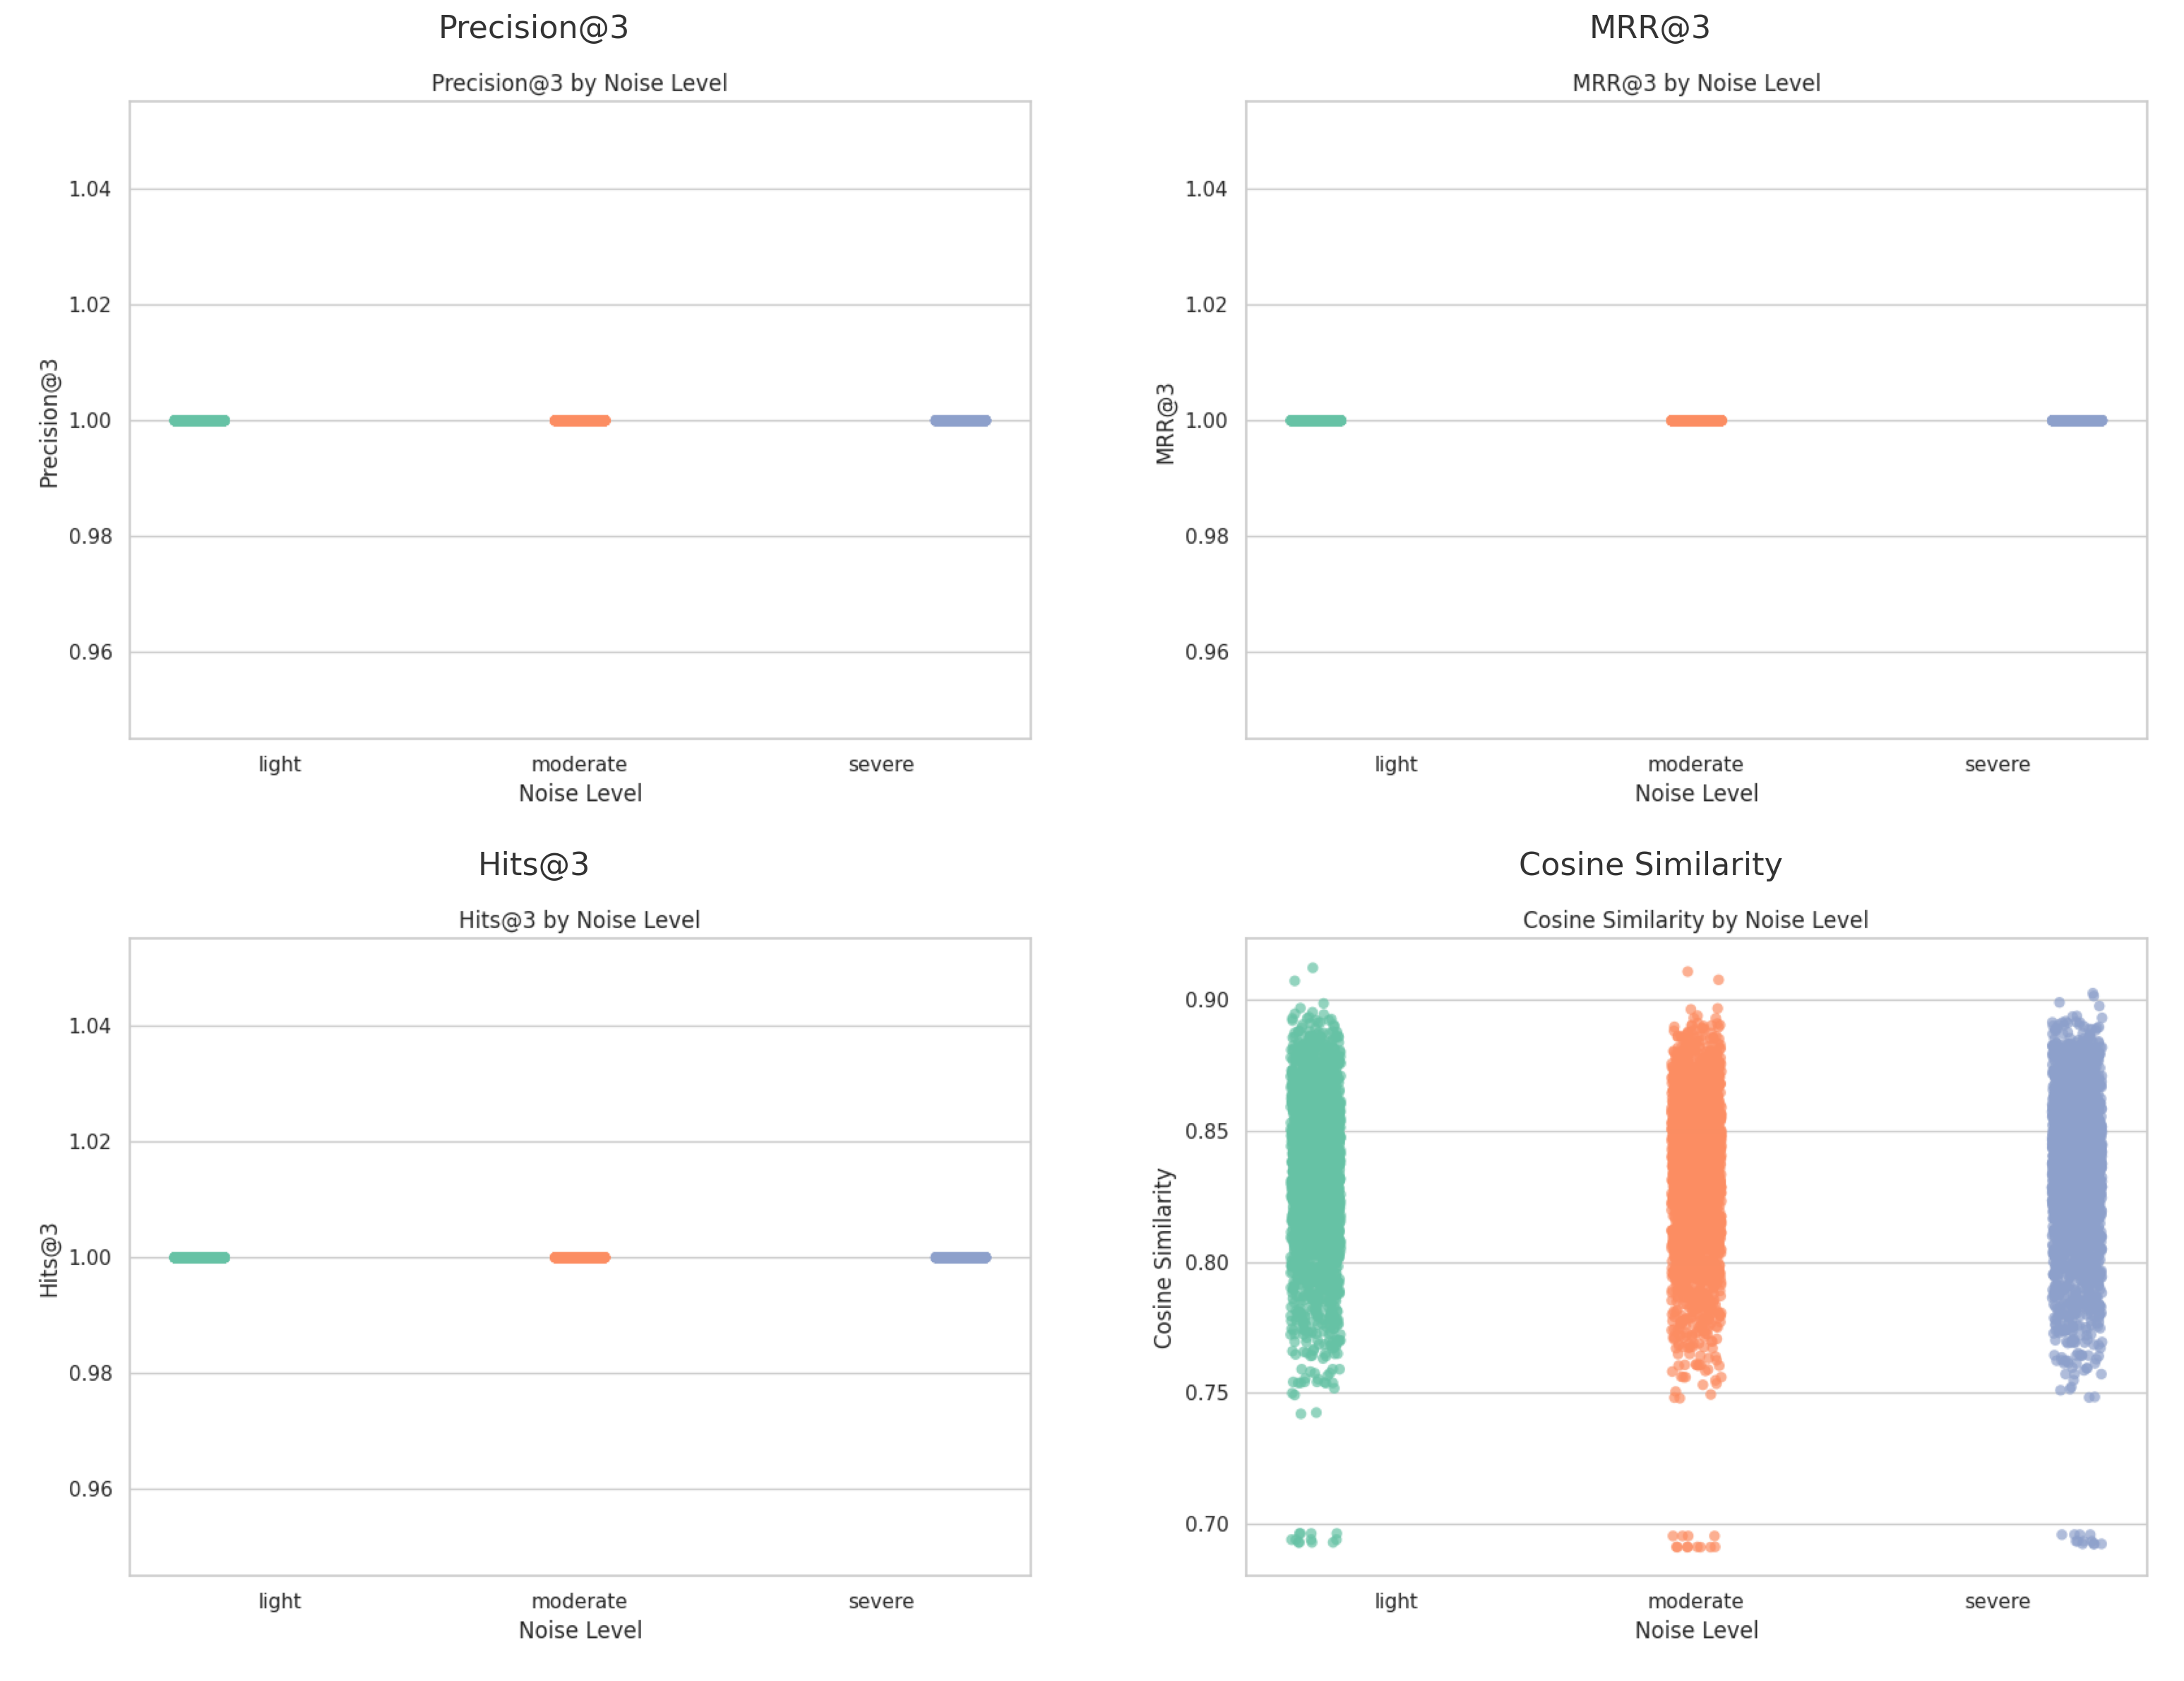 Precision@3
Precision@3 by Noise Level
1.04
1.02
1.00
0.98
0.96
Precision@3
light moderate severe
Noise Level
MRR@3
MRR@3 by Noise Level
1.04
1.02
1.00
0.98
0.96
MRR@3
light moderate severe
Noise Level
Hits@3
Hits@3 by Noise Level
1.04
1.02
1.00
0.98
0.96
Hits@3
light moderate severe
Noise Level
Cosine Similarity
Cosine Similarity by Noise Level
0.90
0.85
0.80
0.75
0.70
Cosine Similarity
light moderate severe
Noise Level